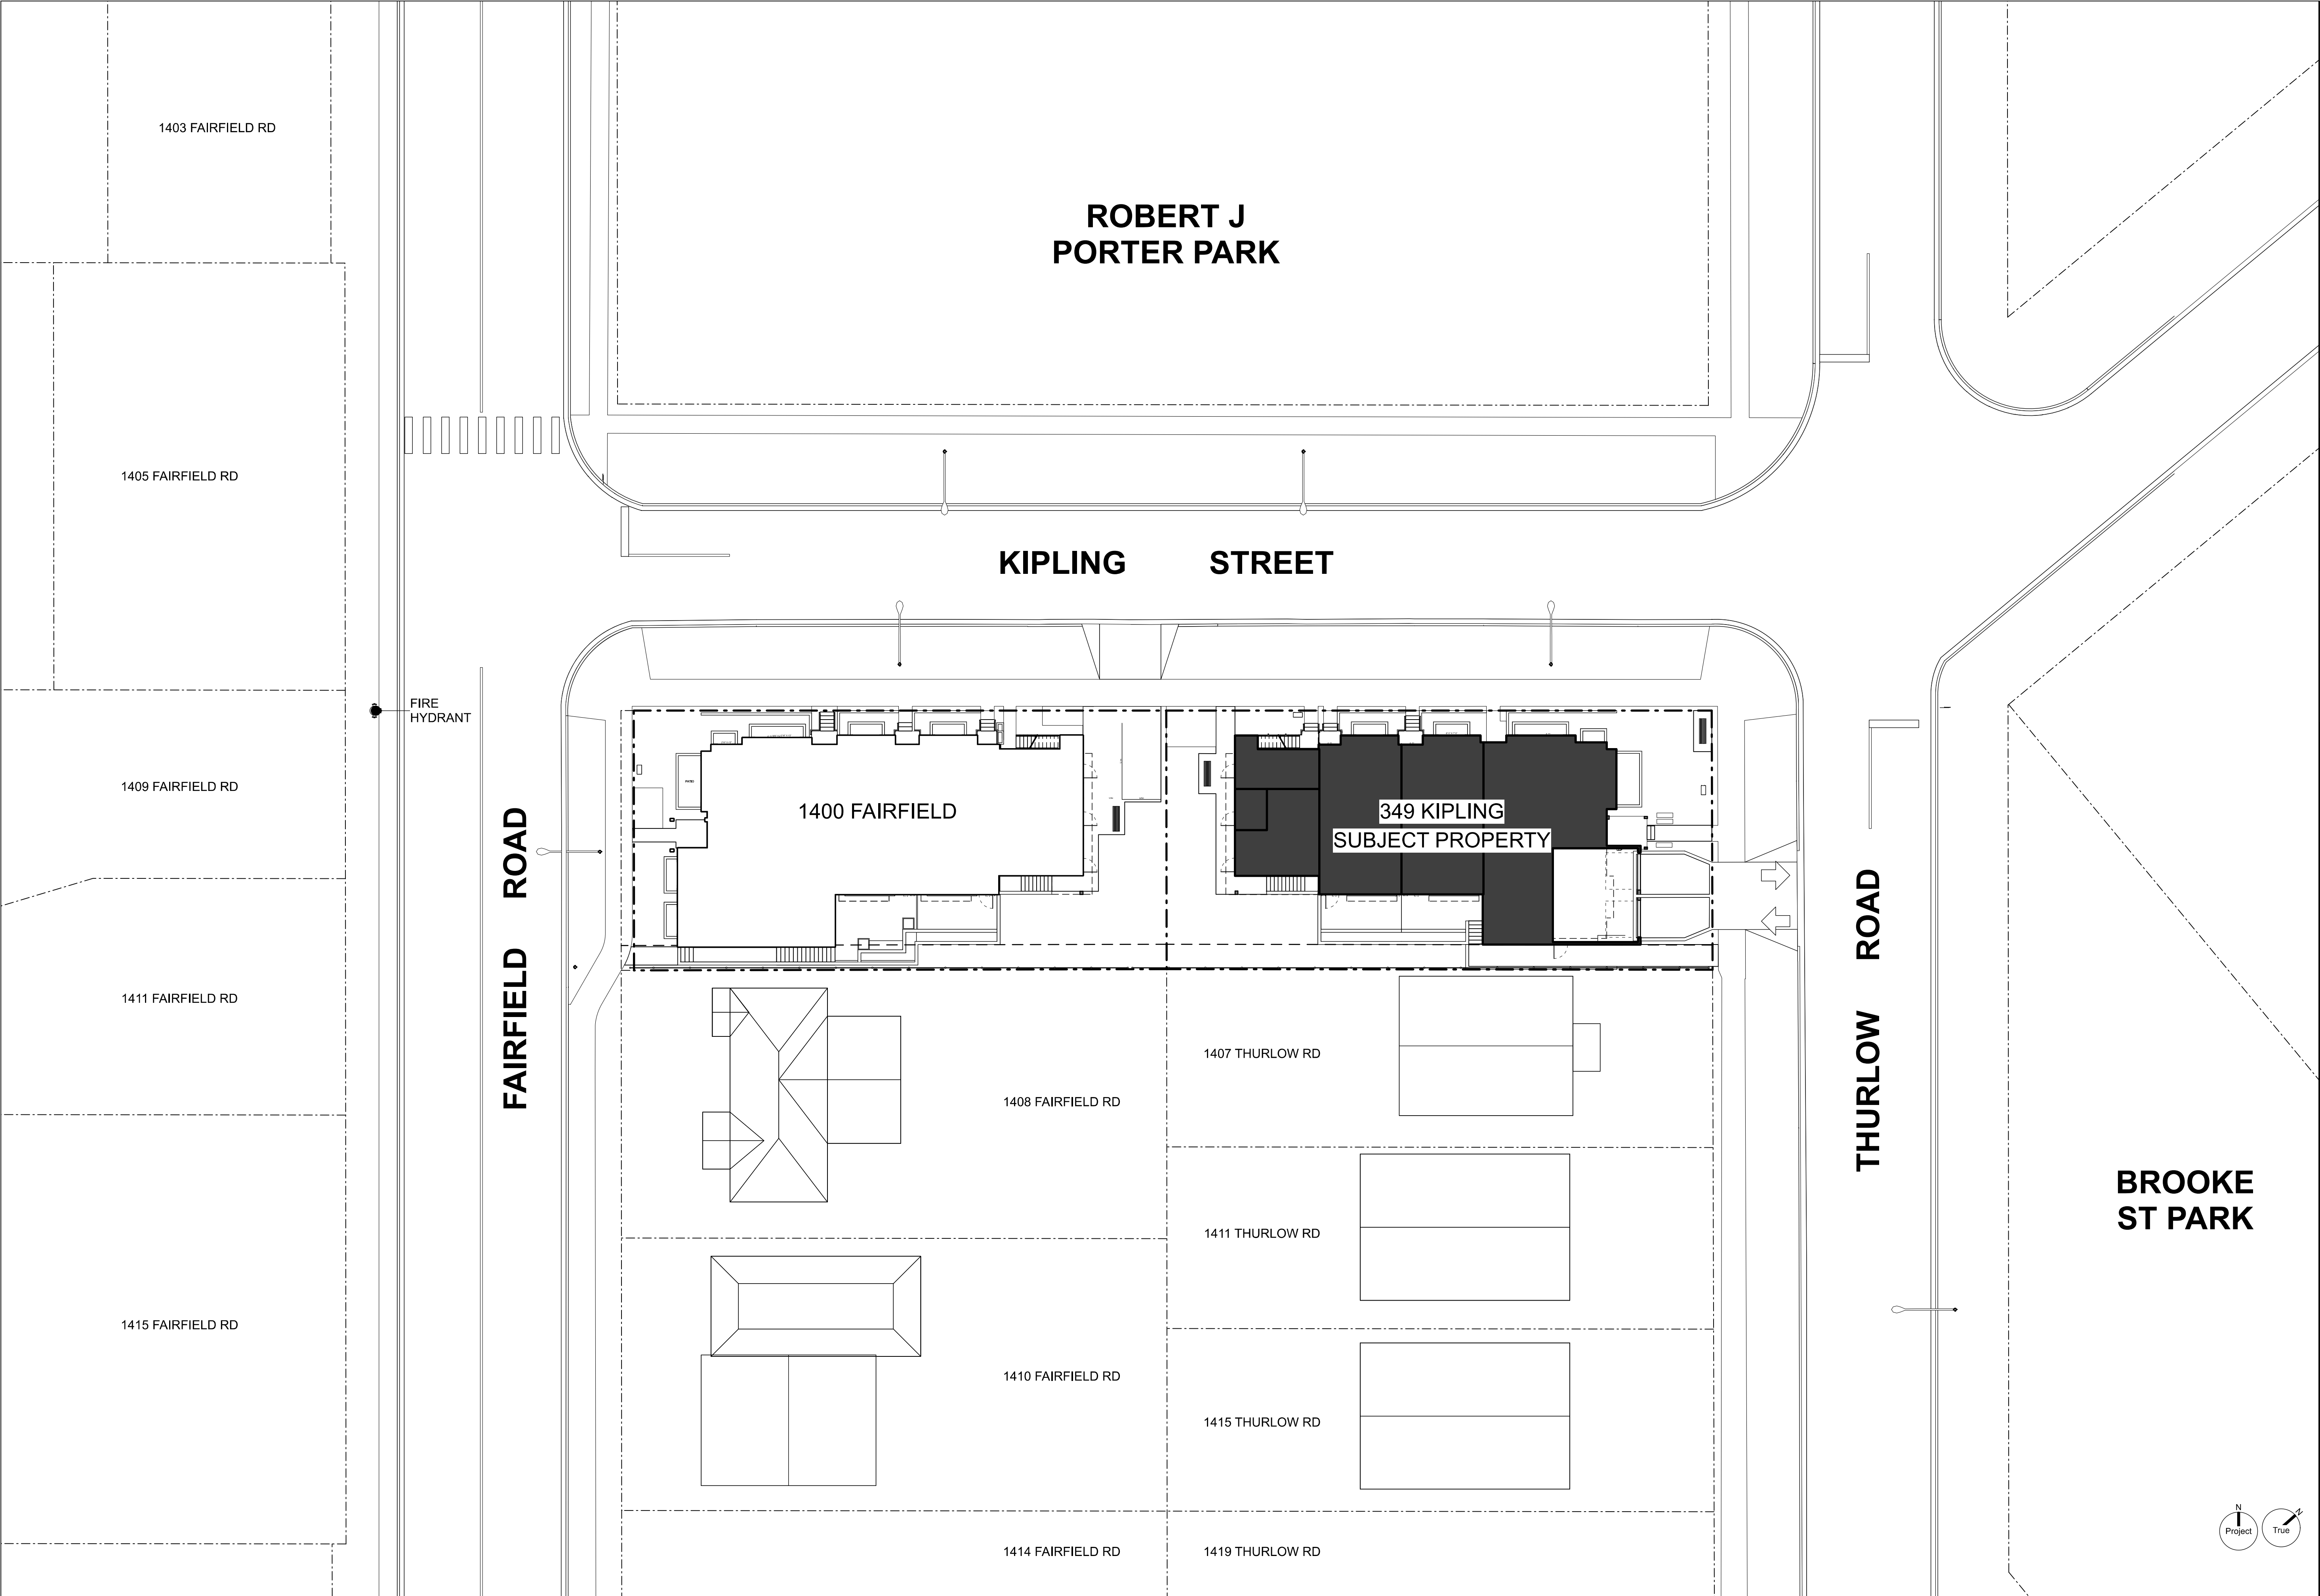 1403 FAIRFIELD RD
ROBERT J
PORTER PARK
1405 FAIRFIELD RD
KIPLING STREET
FIRE
HYDRANT
1409 FAIRFIELD RD
1400 FAIRFIELD
349 KIPLING
SUBJECT PROPERTY
FAIRFIELD ROAD
THURLOW ROAD
1411 FAIRFIELD RD
1407 THURLOW RD
1408 FAIRFIELD RD
BROOKE
ST PARK
1411 THURLOW RD
1415 FAIRFIELD RD
1410 FAIRFIELD RD
1415 THURLOW RD
N
Project
N
True
1414 FAIRFIELD RD
1419 THURLOW RD